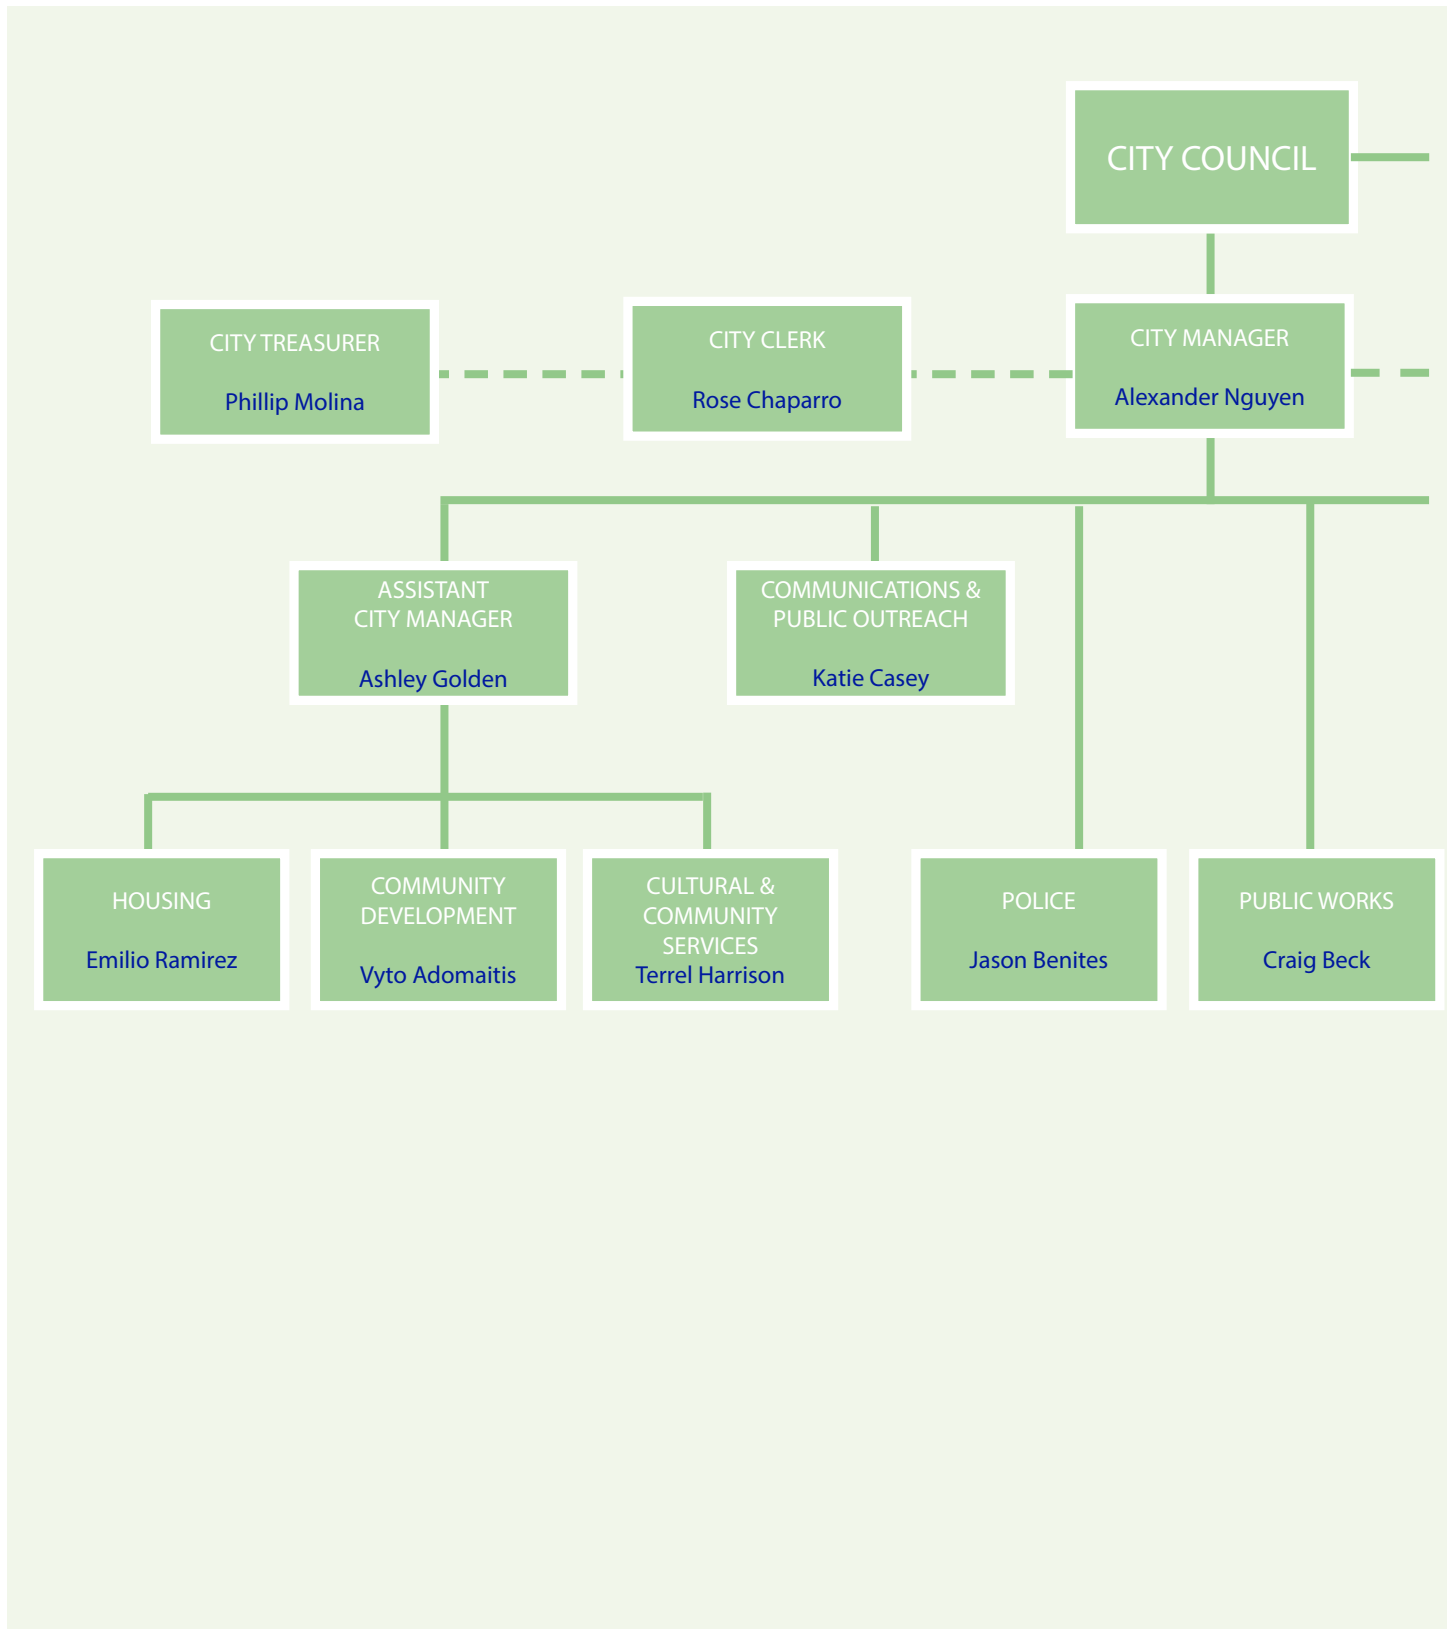 CITY COUNCIL
CITY TREASURER
Phillip Molina
CITY CLERK
Rose Chaparro
CITY MANAGER
Alexander Nguyen
ASSISTANT
CITY MANAGER
Ashley Golden
COMMUNICATIONS &
PUBLIC OUTREACH
Katie Casey
HOUSING
Emilio Ramirez
COMMUNITY
DEVELOPMENT
Vyto Adomaitis
CULTURAL &
COMMUNITY
SERVICES
Terrel Harrison
POLICE
Jason Benites
PUBLIC WORKS
Craig Beck